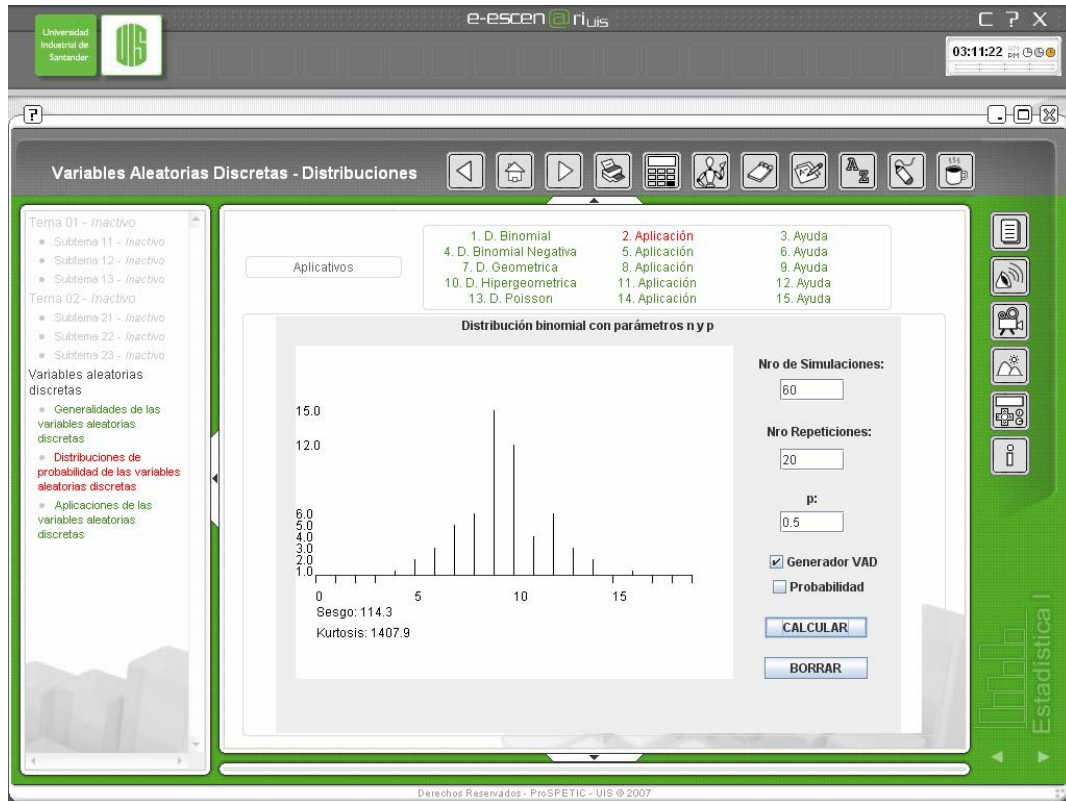 e-escen@ri uis
C ? X
Universidad
Industrial de
Santander
UIS
03:11:22 AM
PM
?
Variables Aleatorias Discretas - Distribuciones
A
Z
Tema 01 - Inactivo
Subtema 11 - Inactivo
Subtema 12 - Inactivo
Subtema 13 - Inactivo
Tema 02 - Inactivo
Subtema 21 - Inactivo
Subtema 22 - Inactivo
Subtema 23 - Inactivo
Variables aleatorias
discretas
Generalidades de las
variables aleatorias
discretas
Distribuciones de
probabilidad de las variables
aleatorias discretas
Aplicaciones de las
variables aleatorias
discretas
Aplicativos
1. D. Binomial 2. Aplicación 3. Ayuda
4. D. Binomial Negativa 5. Aplicación 6. Ayuda
7. D. Geometrica 8. Aplicación 9. Ayuda
10. D. Hipergeometrica 11. Aplicación 12. Ayuda
13. D. Poisson 14. Aplicación 15. Ayuda
Distribución binomial con parámetros n y p
15.0
12.0
6.0
5.0
4.0
3.0
2.0
1.0
0 5 10 15
Sesgo: 114.3
Kurtosis: 1407.9
Nro de Simulaciones:
60
Nro Repeticiones:
20
p:
0.5
Generador VAD
Probabilidad
CALCULAR
BORRAR
Estadística I
Derechos Reservados - ProSPETIC - UIS @ 2007